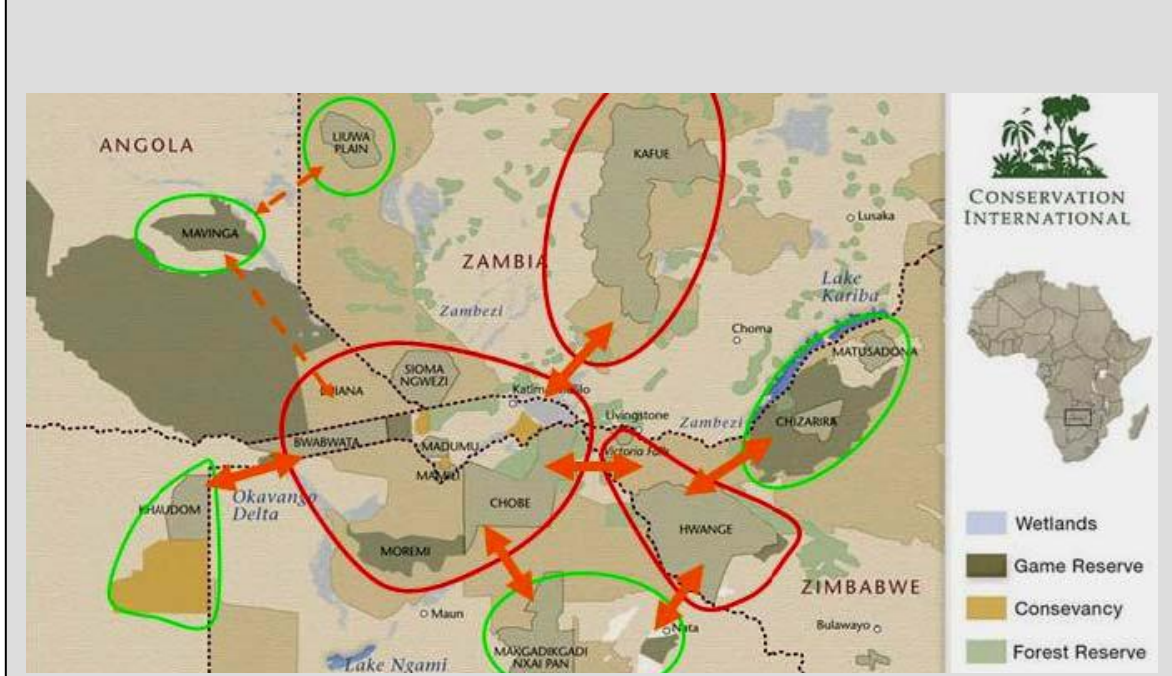 ANGOLA
LIUWA
PLAIN
KAFUE
CONSERVATION
INTERNATIONAL
MAVINGA
Lusaka
ZAMBIA
Lake
Kariba
Zambezi
Choma
MATUSADONA
SIOMA
NGWEZI
Livingstone
Zambezi
CHIZARIRA
Victoria Falls
BWABWATA
MADUMU
KHAUDOM
Okavango
Delta
CHOBE
HWANGE
MOREMI
ZIMBABWE
Maun
Nata
Bulawayo
MAKGADIKGADI
NXAI PAN
Lake Ngami
Wetlands
Game Reserve
Consevancy
Forest Reserve